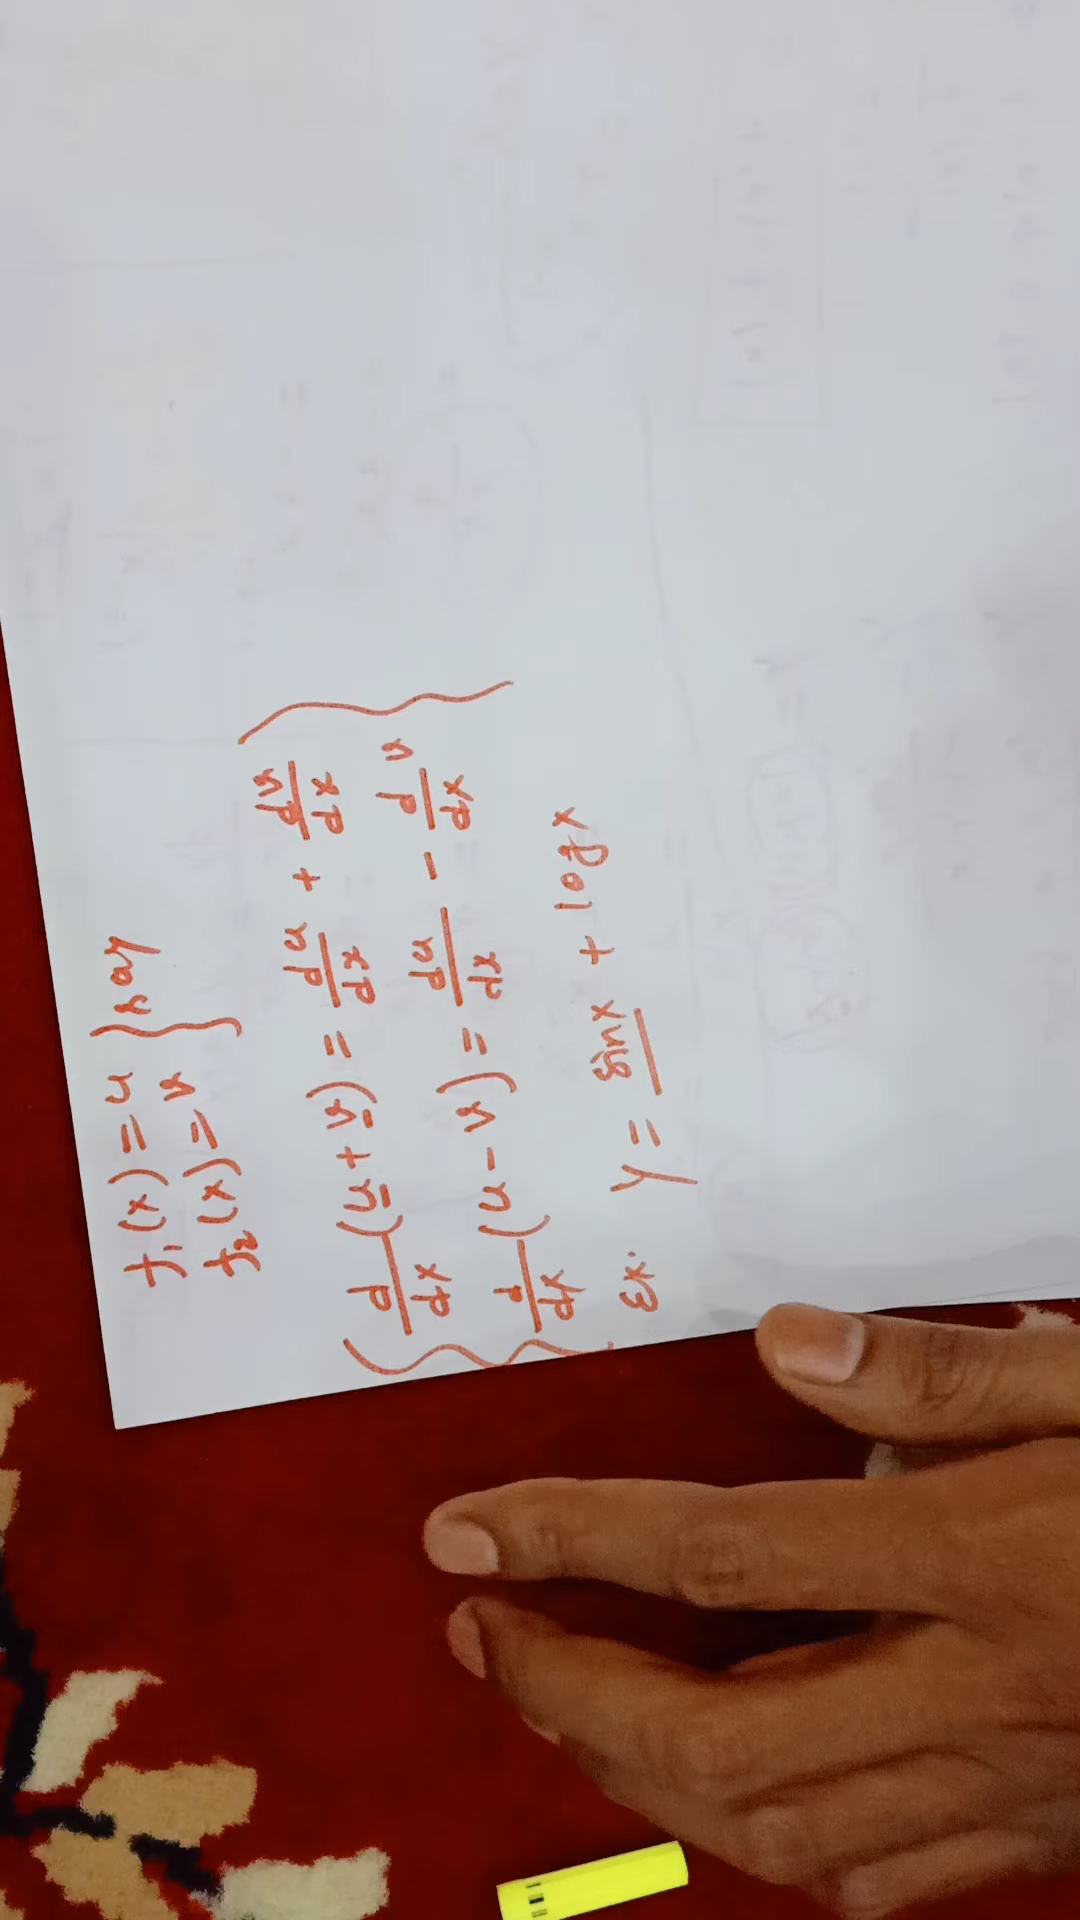 f₁(x) = u } say
f₂(x) = v
d/dx (u + v) = du/dx + dv/dx
d/dx (u - v) = du/dx - dv/dx
Ex. y = sinx + logx